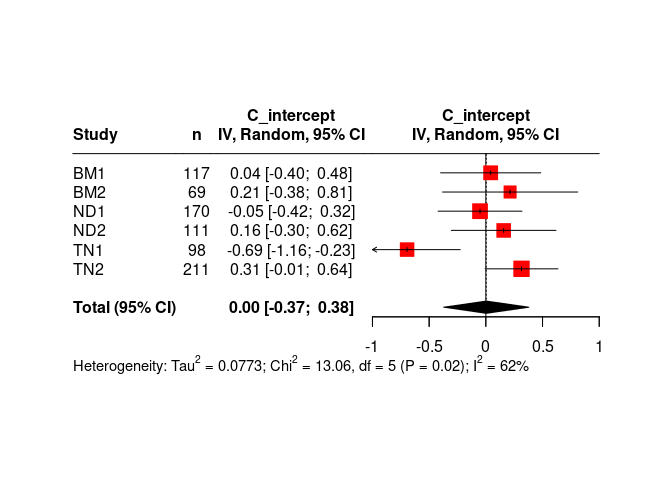 C_intercept C_intercept
Study n IV, Random, 95% CI IV, Random, 95% CI
BM1 117 0.04 [-0.40; 0.48]
BM2 69 0.21 [-0.38; 0.81]
ND1 170 -0.05 [-0.42; 0.32]
ND2 111 0.16 [-0.30; 0.62]
TN1 98 -0.69 [-1.16; -0.23]
TN2 211 0.31 [-0.01; 0.64]
Total (95% CI) 0.00 [-0.37; 0.38]
-1 -0.5 0 0.5 1
Heterogeneity: Tau² = 0.0773; Chi² = 13.06, df = 5 (P = 0.02); I² = 62%